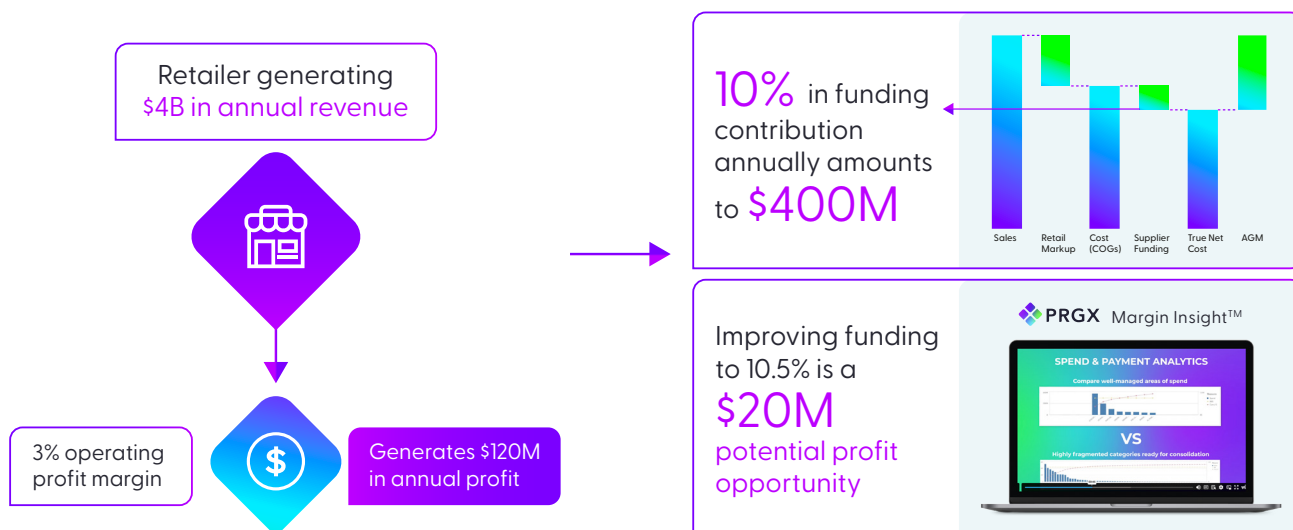 Retailer generating
$4B in annual revenue
3% operating
profit margin
$
Generates $120M
in annual profit
10% in funding
contribution
annually amounts
to $400M
Sales
Retail
Markup
Cost
(COGs)
Supplier
Funding
True Net
Cost
AGM
Improving funding
to 10.5% is a
$20M
potential profit
opportunity
PRGX Margin Insight™
SPEND & PAYMENT ANALYTICS
Compare well-managed areas of spend
VS
Highly fragmented categories ready for consolidation